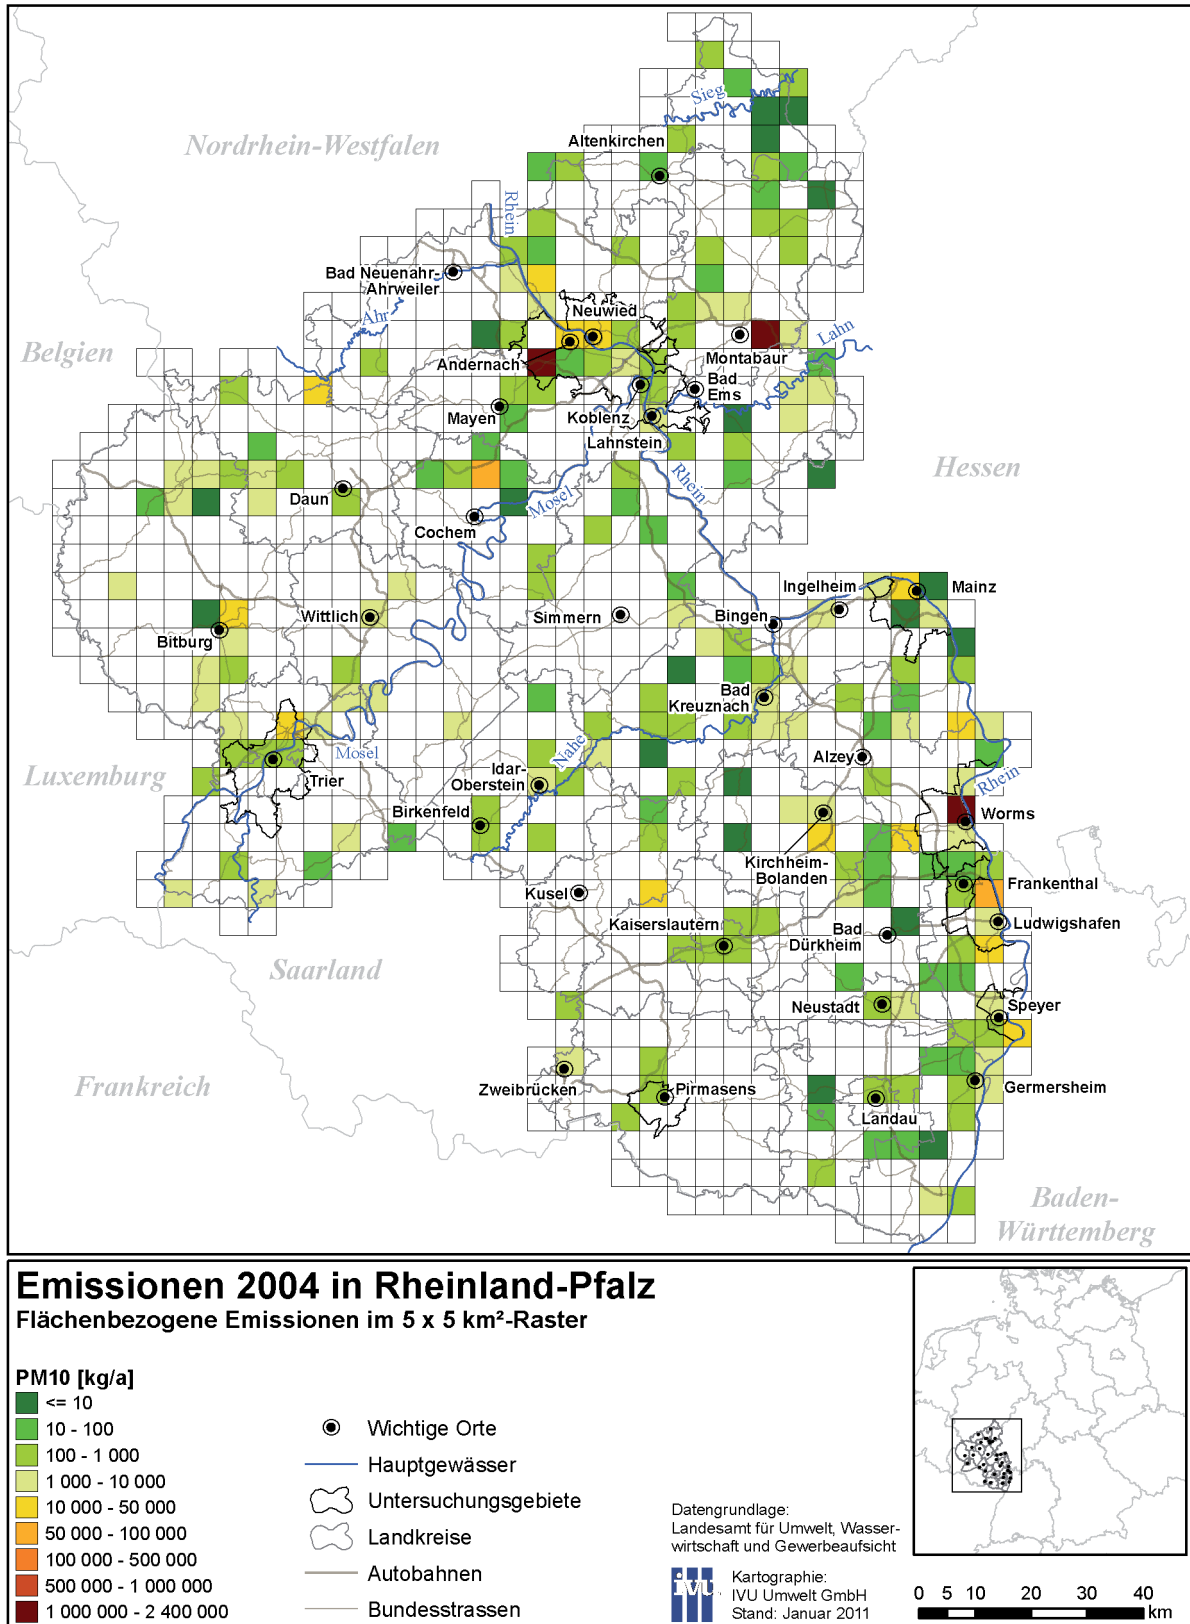 Nordrhein-Westfalen
Sieg
Altenkirchen
Rhein
Bad Neuenahr-
Ahrweiler
Ahr
Neuwied
Belgien
Andernach
Montabaur
Lahn
Bad
Ems
Mayen
Koblenz
Lahnstein
Hessen
Daun
Rhein
Mosel
Cochem
Ingelheim
Mainz
Wittlich
Simmern
Bingen
Bitburg
Bad
Kreuznach
Mosel
Nahe
Alzey
Luxemburg
Trier
Idar-
Oberstein
Rhein
Birkenfeld
Worms
Kirchheim-
Bolanden
Kusel
Frankenthal
Kaiserslautern
Bad
Dürkheim
Ludwigshafen
Saarland
Neustadt
Speyer
Frankreich
Zweibrücken
Pirmasens
Germersheim
Landau
Baden-
Württemberg
Emissionen 2004 in Rheinland-Pfalz
Flächenbezogene Emissionen im 5 x 5 km²-Raster
PM10 [kg/a]
<= 10
10 - 100
100 - 1 000
1 000 - 10 000
10 000 - 50 000
50 000 - 100 000
100 000 - 500 000
500 000 - 1 000 000
1 000 000 - 2 400 000
Wichtige Orte
Hauptgewässer
Untersuchungsgebiete
Landkreise
Autobahnen
Bundesstrassen
Datengrundlage:
Landesamt für Umwelt, Wasser-
wirtschaft und Gewerbeaufsicht
ivu
Kartographie:
IVU Umwelt GmbH
Stand: Januar 2011
0 5 10 20 30 40
km